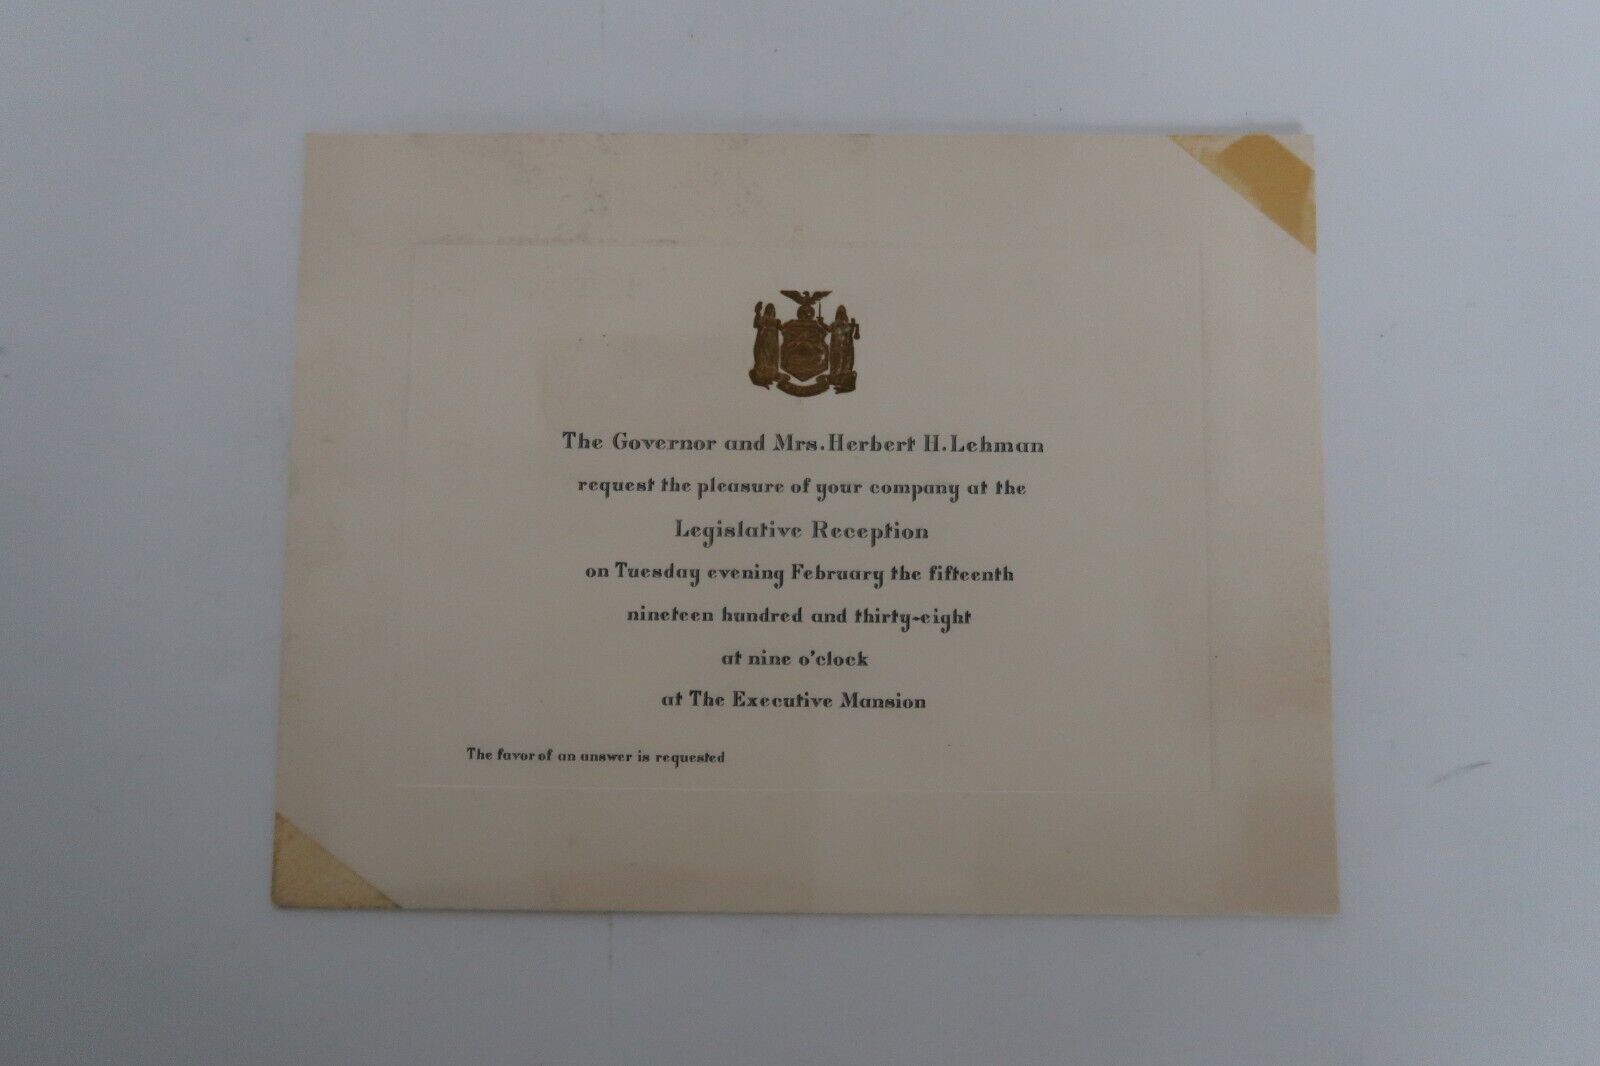 The Governor and Mrs. Herbert H. Lehman
request the pleasure of your company at the
Legislative Reception
on Tuesday evening February the fifteenth
nineteen hundred and thirty-eight
at nine o'clock
at The Executive Mansion
The favor of an answer is requested